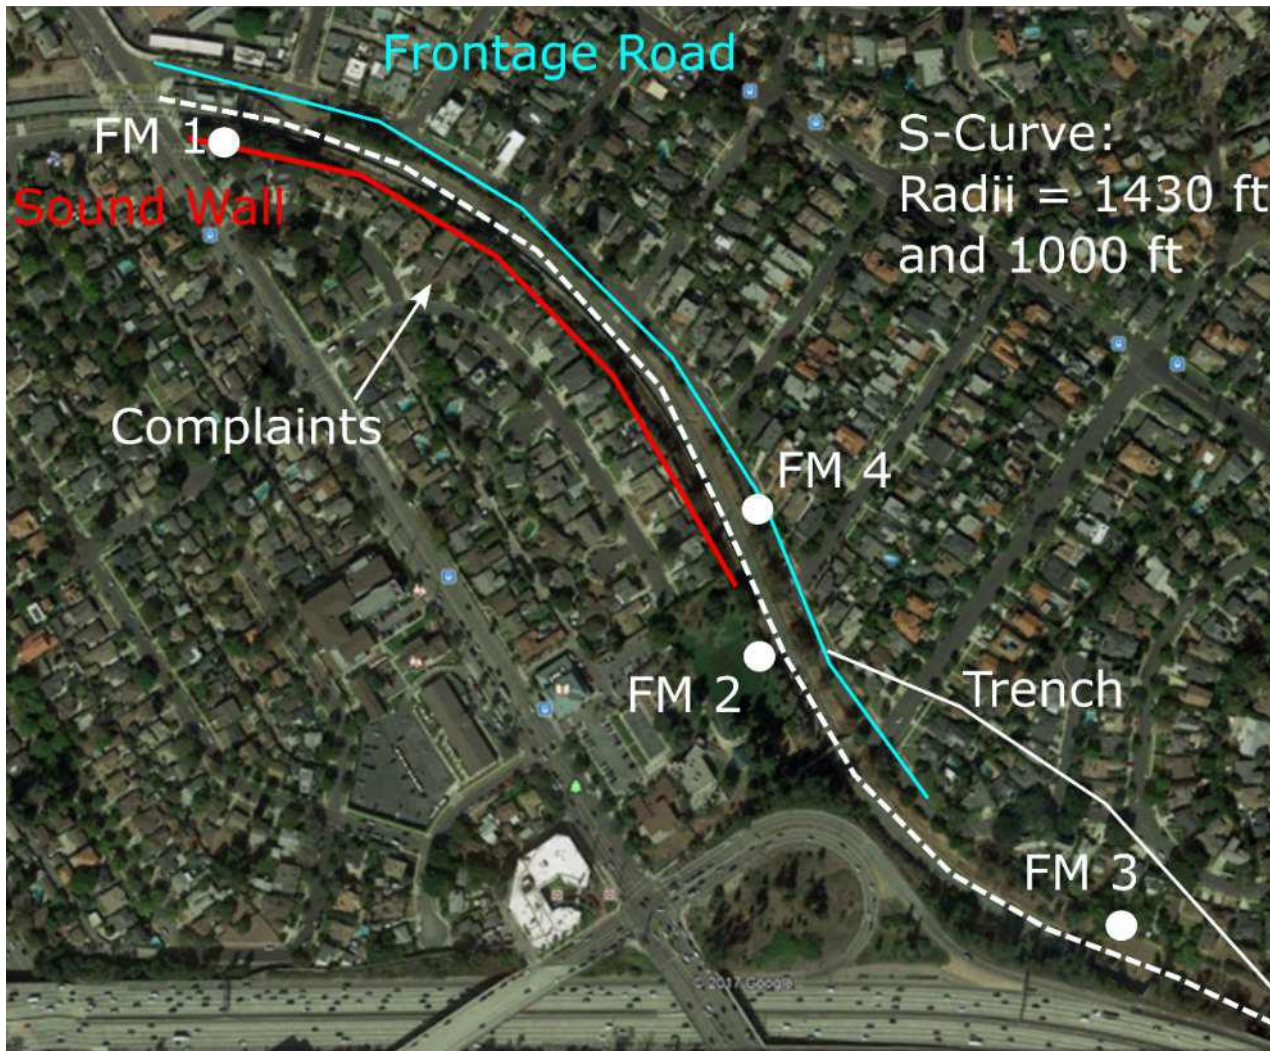 Frontage Road
FM 1
Sound Wall
S-Curve:
Radii = 1430 ft
and 1000 ft
Complaints
FM 4
FM 2
Trench
FM 3
© 2017 Google